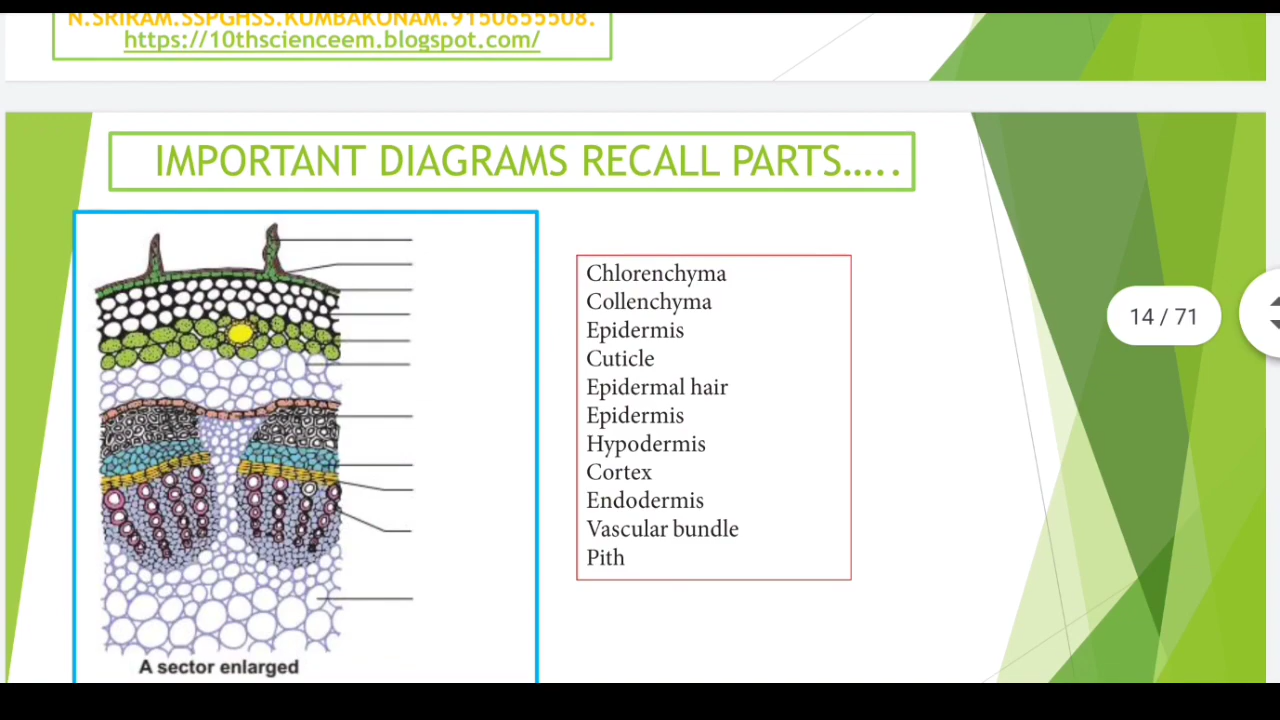 N.SRIRAM.SSPGHSS.KUMBAKONAM.9150655508.
https://10thscienceem.blogspot.com/
IMPORTANT DIAGRAMS RECALL PARTS.....
Chlorenchyma
Collenchyma
Epidermis
Cuticle
Epidermal hair
Epidermis
Hypodermis
Cortex
Endodermis
Vascular bundle
Pith
14 / 71
A sector enlarged